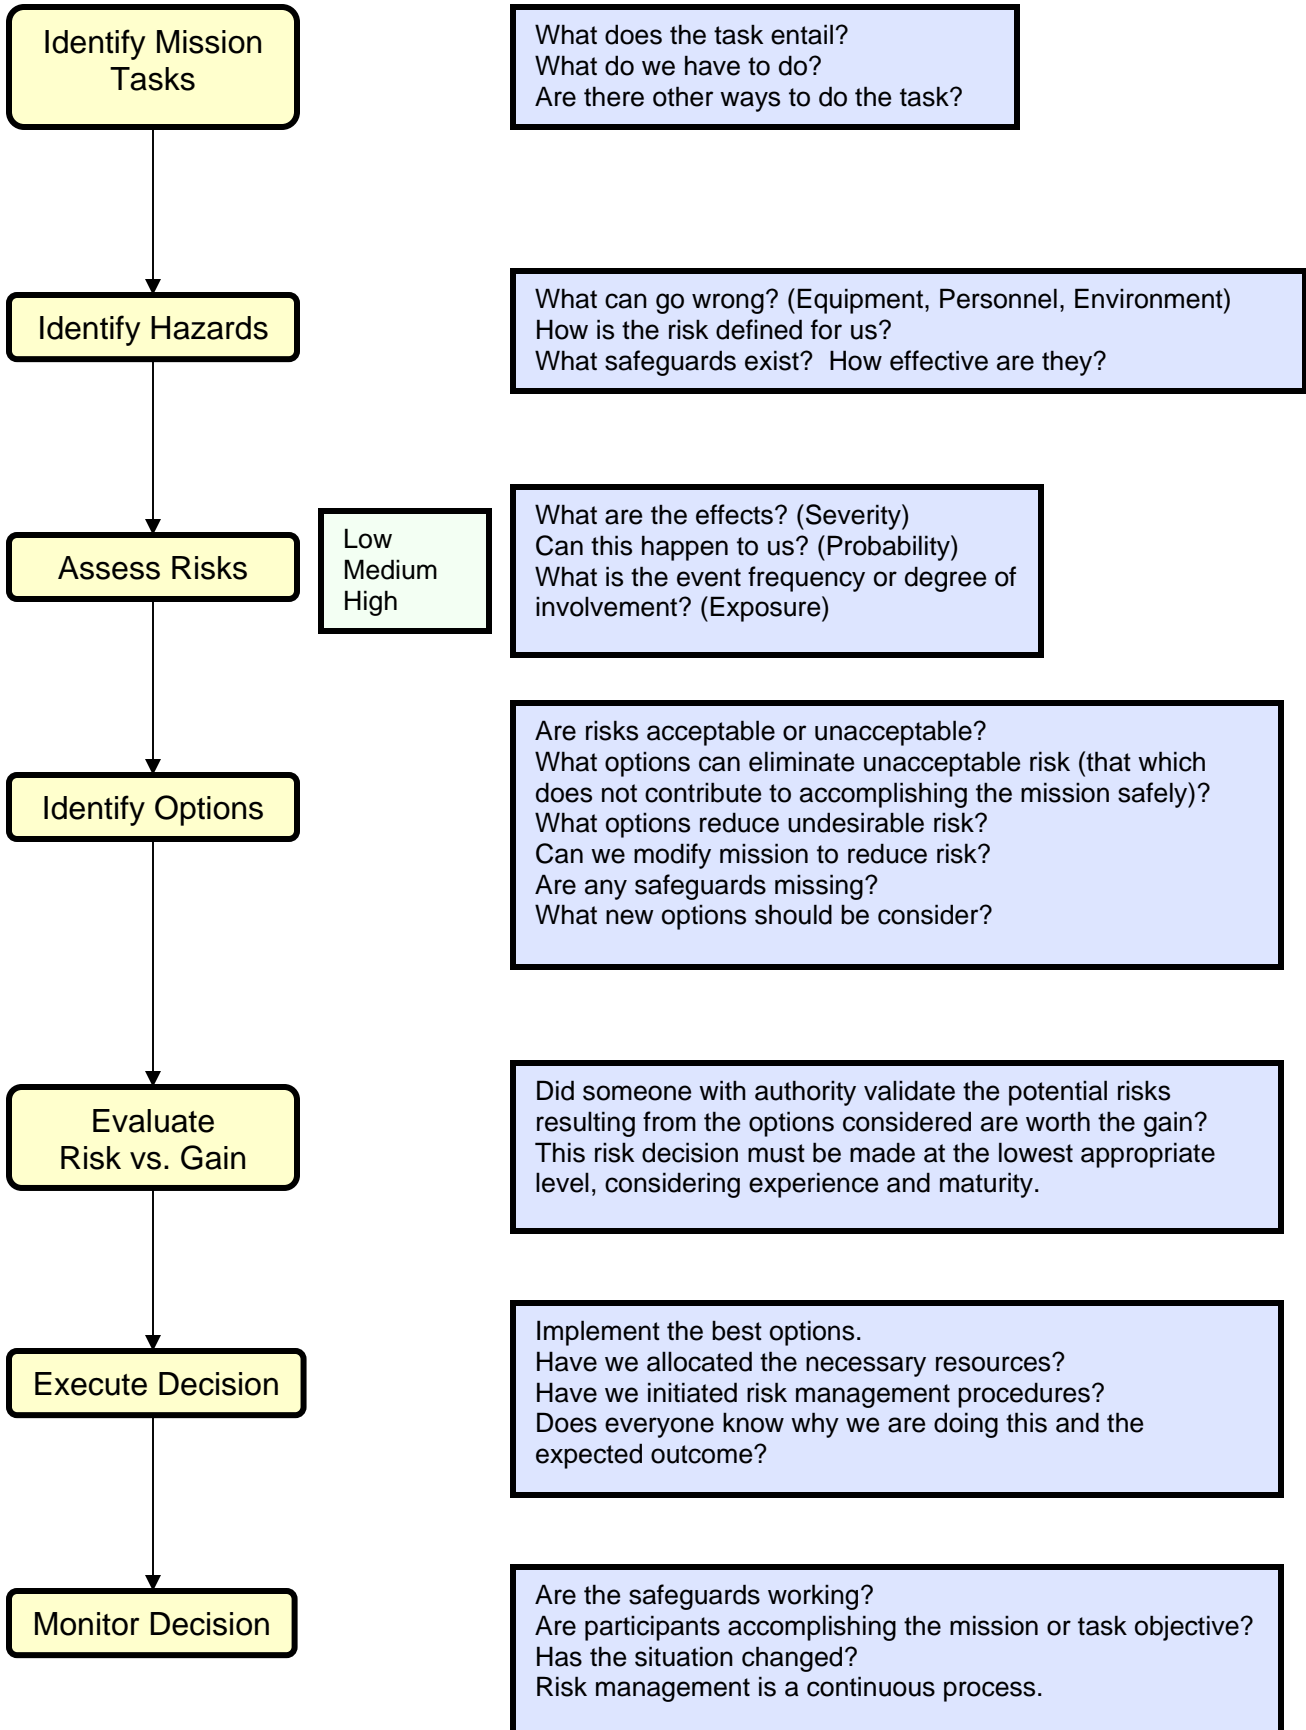 Identify Mission
Tasks
What does the task entail?
What do we have to do?
Are there other ways to do the task?
Identify Hazards
What can go wrong? (Equipment, Personnel, Environment)
How is the risk defined for us?
What safeguards exist?  How effective are they?
Assess Risks
Low
Medium
High
What are the effects? (Severity)
Can this happen to us? (Probability)
What is the event frequency or degree of
involvement? (Exposure)
Identify Options
Are risks acceptable or unacceptable?
What options can eliminate unacceptable risk (that which
does not contribute to accomplishing the mission safely)?
What options reduce undesirable risk?
Can we modify mission to reduce risk?
Are any safeguards missing?
What new options should be consider?
Evaluate
Risk vs. Gain
Did someone with authority validate the potential risks
resulting from the options considered are worth the gain?
This risk decision must be made at the lowest appropriate
level, considering experience and maturity.
Execute Decision
Implement the best options.
Have we allocated the necessary resources?
Have we initiated risk management procedures?
Does everyone know why we are doing this and the
expected outcome?
Monitor Decision
Are the safeguards working?
Are participants accomplishing the mission or task objective?
Has the situation changed?
Risk management is a continuous process.